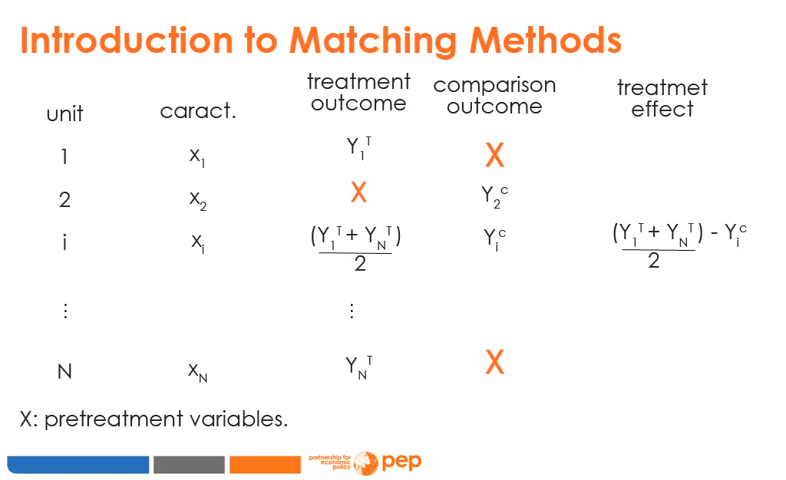 Introduction to Matching Methods
unit caract. treatment outcome comparison outcome treatmet effect
1 x₁ Y₁ᵀ X
2 x₂ X Y₂ᶜ
i xᵢ (Y₁ᵀ + Y_Nᵀ)/2 Yᵢᶜ (Y₁ᵀ + Y_Nᵀ)/2 - Yᵢᶜ
⋮ ⋮
N x_N Y_Nᵀ X
X: pretreatment variables.
partnership for
economic
policy
pep